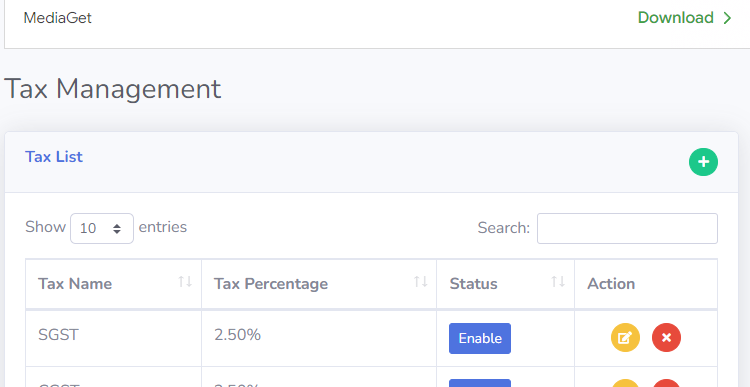 MediaGet Download
Tax Management
Tax List
Show 10 entries Search:
Tax Name Tax Percentage Status Action
SGST 2.50% Enable